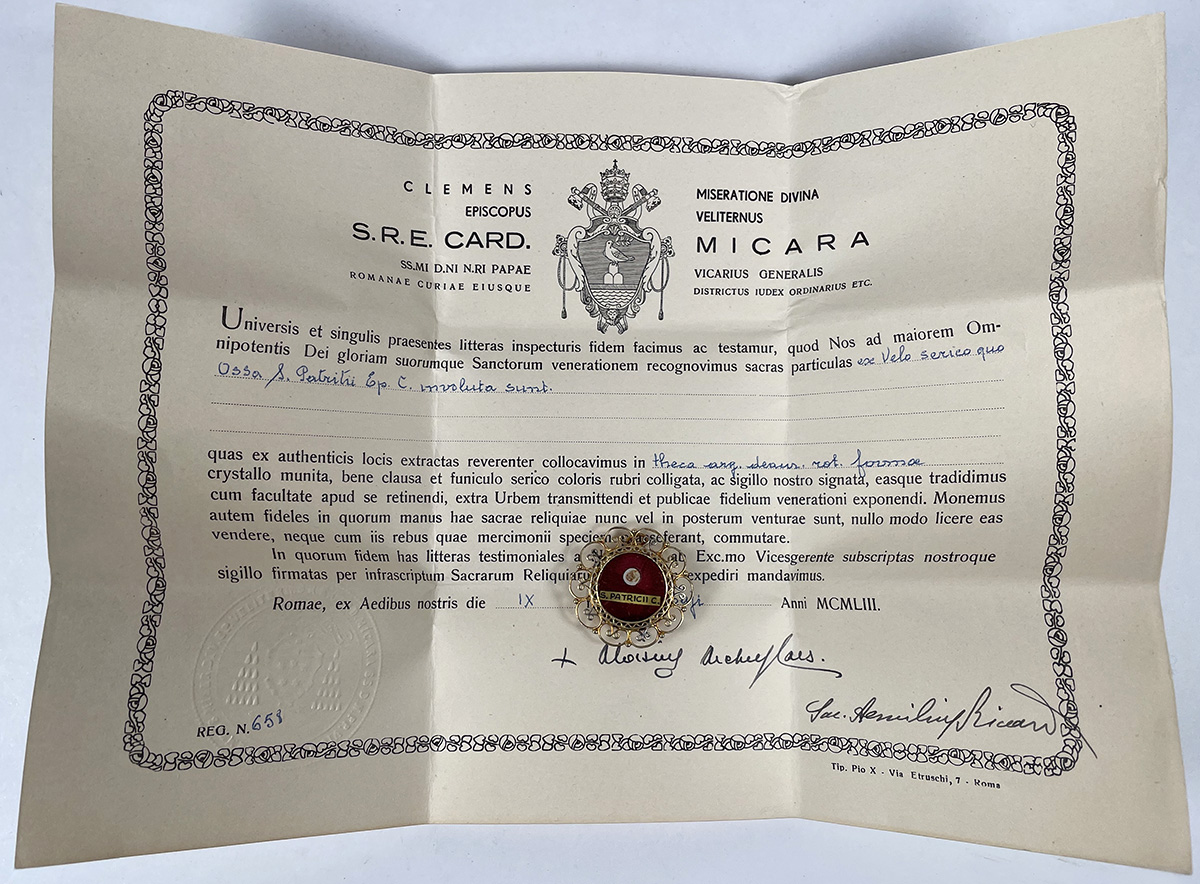 CLEMENS MISERATIONE DIVINA
EPISCOPUS VELITERNUS
S.R.E. CARD. MICARA
SS.MI D.NI N.RI PAPAE VICARIUS GENERALIS
ROMANAE CURIAE EIUSQUE DISTRICTUS IUDEX ORDINARIUS ETC.
Universis et singulis praesentes litteras inspecturis fidem facimus ac testamur, quod Nos ad maiorem Om-
nipotentis Dei gloriam suorumque Sanctorum venerationem recognovimus sacras particulas ex Velo serico quo
Ossa S. Patritii Ep. C. involuta sunt.
quas ex authenticis locis extractas reverenter collocavimus in theca arg. deaur. rot. formae
crystallo munita, bene clausa et funiculo serico coloris rubri colligata, ac sigillo nostro signata, easque tradidimus
cum facultate apud se retinendi, extra Urbem transmittendi et publicae fidelium venerationi exponendi. Monemus
autem fideles in quorum manus hae sacrae reliquiae nunc vel in posterum venturae sunt, nullo modo licere eas
vendere, neque cum iis rebus quae mercimonii speciem praeseferant, commutare.
In quorum fidem has litteras testimoniales a Exc.mo Vicesgerente subscriptas nostroque
sigillo firmatas per infrascriptum Sacrarum Reliquiarum expediri mandavimus.
S. PATRICII C.
Romae, ex Aedibus nostris die IX Anni MCMLIII.
+ Aloisius
Sac. Aemilius
REG. N. 658
Tip. Pio X - Via Etruschi, 7 - Roma